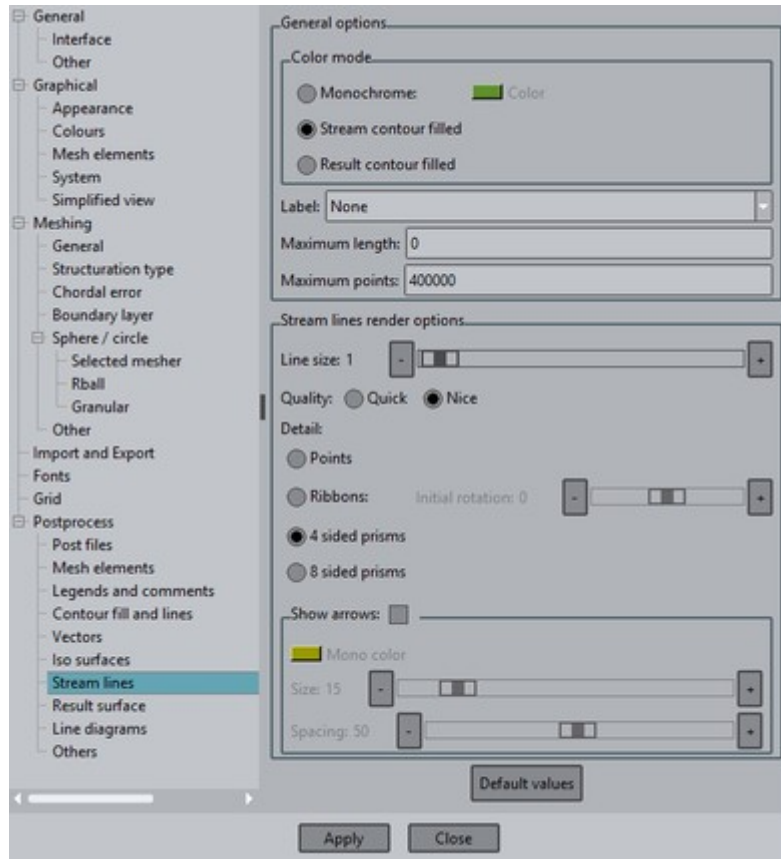 General
Interface
Other
Graphical
Appearance
Colours
Mesh elements
System
Simplified view
Meshing
General
Structuration type
Chordal error
Boundary layer
Sphere / circle
Selected mesher
Rball
Granular
Other
Import and Export
Fonts
Grid
Postprocess
Post files
Mesh elements
Legends and comments
Contour fill and lines
Vectors
Iso surfaces
Stream lines
Result surface
Line diagrams
Others
General options
Color mode
Monochrome: Color
Stream contour filled
Result contour filled
Label: None
Maximum length: 0
Maximum points: 400000
Stream lines render options
Line size: 1 - +
Quality: Quick Nice
Detail:
Points
Ribbons: Initial rotation: 0 - +
4 sided prisms
8 sided prisms
Show arrows:
Mono color
Size: 15 - +
Spacing: 50 - +
Default values
Apply Close